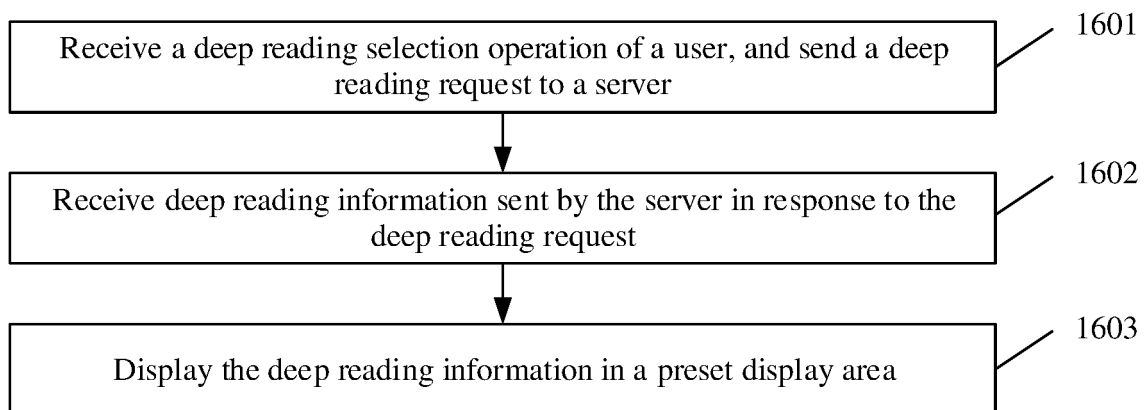 Receive a deep reading selection operation of a user, and send a deep
reading request to a server
1601
Receive deep reading information sent by the server in response to the
deep reading request
1602
Display the deep reading information in a preset display area
1603